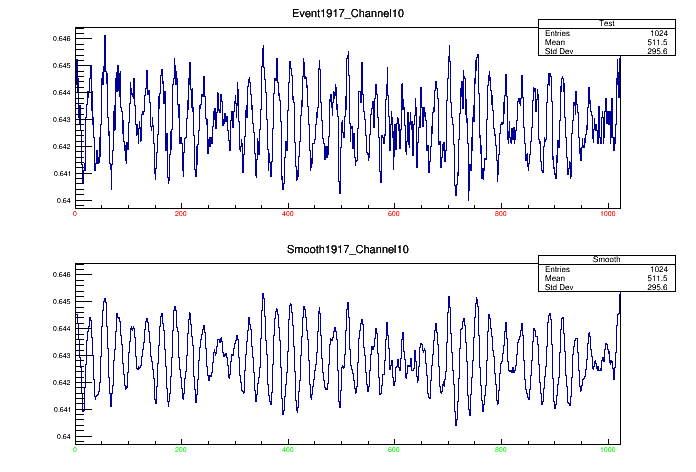 Event1917_Channel10
Test
Entries 1024
Mean 511.5
Std Dev 295.6
0.646
0.645
0.644
0.643
0.642
0.641
0.64
0 200 400 600 800 1000
Smooth1917_Channel10
Smooth
Entries 1024
Mean 511.5
Std Dev 295.6
0.646
0.645
0.644
0.643
0.642
0.641
0.64
0 200 400 600 800 1000